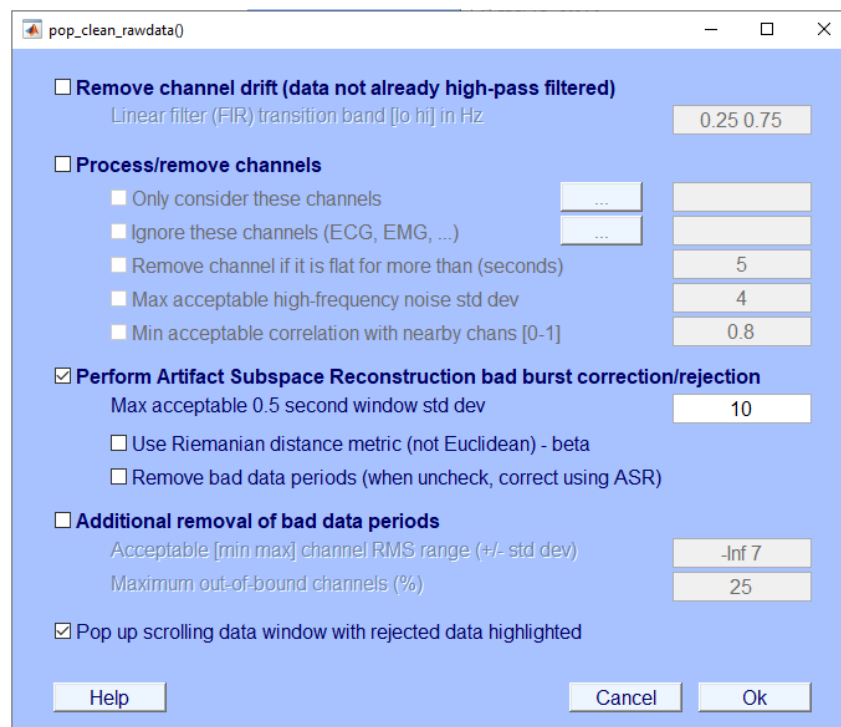 pop_clean_rawdata()
Remove channel drift (data not already high-pass filtered)
Linear filter (FIR) transition band [lo hi] in Hz
0.25 0.75
Process/remove channels
Only consider these channels
...
Ignore these channels (ECG, EMG, ...)
...
Remove channel if it is flat for more than (seconds)
5
Max acceptable high-frequency noise std dev
4
Min acceptable correlation with nearby chans [0-1]
0.8
Perform Artifact Subspace Reconstruction bad burst correction/rejection
Max acceptable 0.5 second window std dev
10
Use Riemanian distance metric (not Euclidean) - beta
Remove bad data periods (when uncheck, correct using ASR)
Additional removal of bad data periods
Acceptable [min max] channel RMS range (+/- std dev)
-Inf 7
Maximum out-of-bound channels (%)
25
Pop up scrolling data window with rejected data highlighted
Help
Cancel
Ok